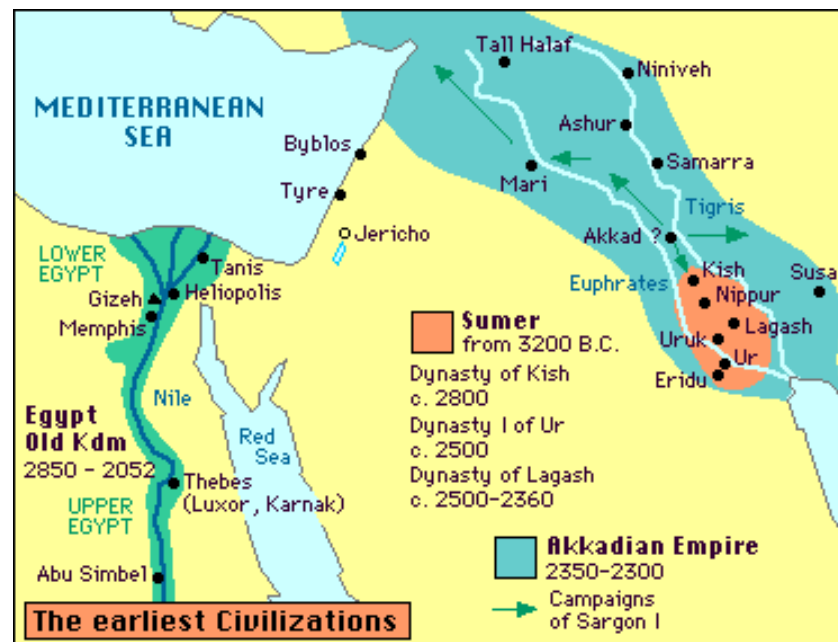 Tall Halaf
Niniveh
MEDITERRANEAN
SEA
Byblos
Ashur
Samarra
Tyre
Mari
Tigris
Jericho
Akkad ?
LOWER
EGYPT
Tanis
Kish
Susa
Euphrates
Gizeh
Heliopolis
Nippur
Memphis
Sumer
from 3200 B.C.
Lagash
Uruk
Ur
Eridu
Dynasty of Kish
c. 2800
Nile
Egypt
Old Kdm
2850 - 2052
Red
Sea
Dynasty I of Ur
c. 2500
Dynasty of Lagash
c. 2500-2360
Thebes
(Luxor, Karnak)
UPPER
EGYPT
Akkadian Empire
2350-2300
Abu Simbel
Campaigns
of Sargon I
The earliest Civilizations